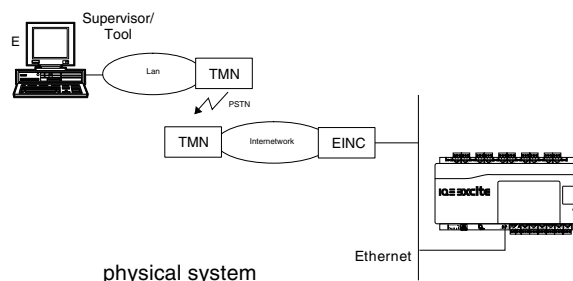 Supervisor/
Tool
E
Lan
TMN
PSTN
TMN
Internetwork
EINC
IQ3 excite
Ethernet
physical system